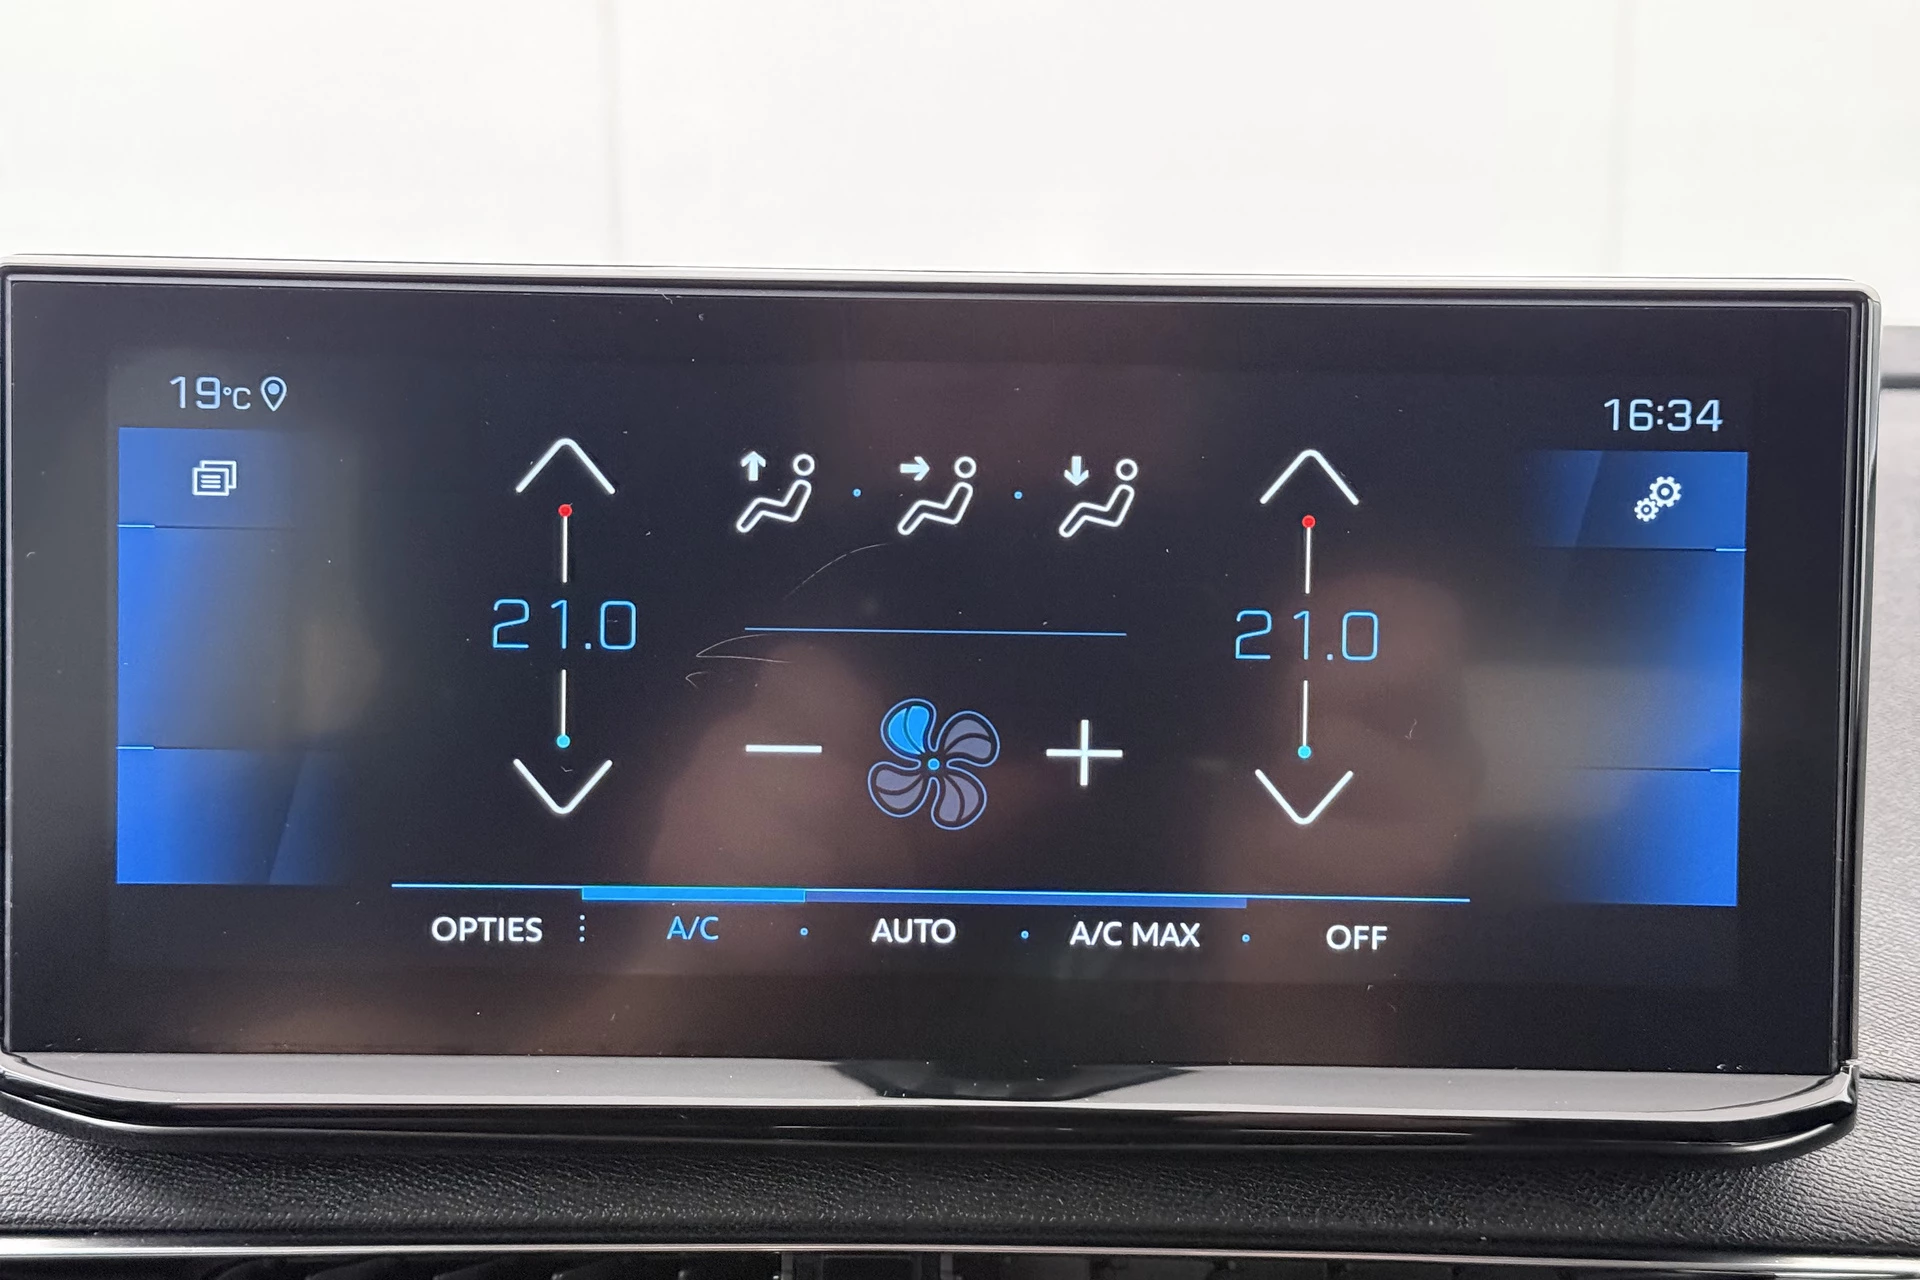 19°C
16:34
21.0
21.0
OPTIES A/C AUTO A/C MAX OFF